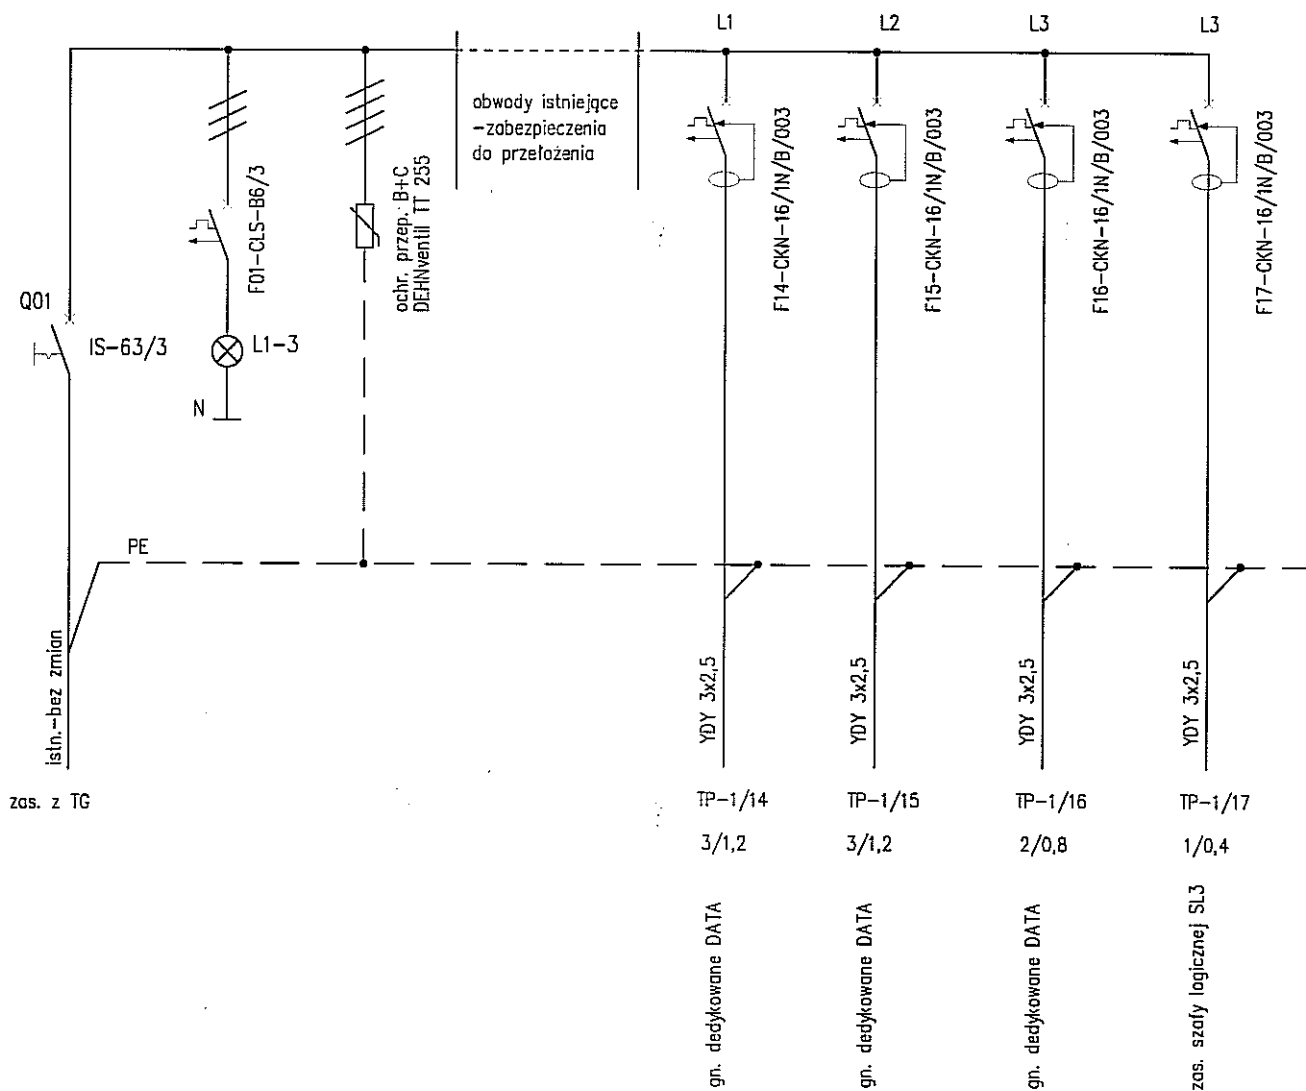 L1
L2
L3
L3
obwody istniejące
-zabezpieczenia
do przełożenia
F01-CLS-B6/3
ochr. przep. B+C
DEHNventil TT 255
F14-CKN-16/1N/B/003
F15-CKN-16/1N/B/003
F16-CKN-16/1N/B/003
F17-CKN-16/1N/B/003
Q01
IS-63/3
L1-3
N
PE
istn.-bez zmian
YDY 3x2,5
YDY 3x2,5
YDY 3x2,5
YDY 3x2,5
zas. z TG
TP-1/14
TP-1/15
TP-1/16
TP-1/17
3/1,2
3/1,2
2/0,8
1/0,4
gn. dedykowane DATA
gn. dedykowane DATA
gn. dedykowane DATA
zas. szafy logicznej SL3